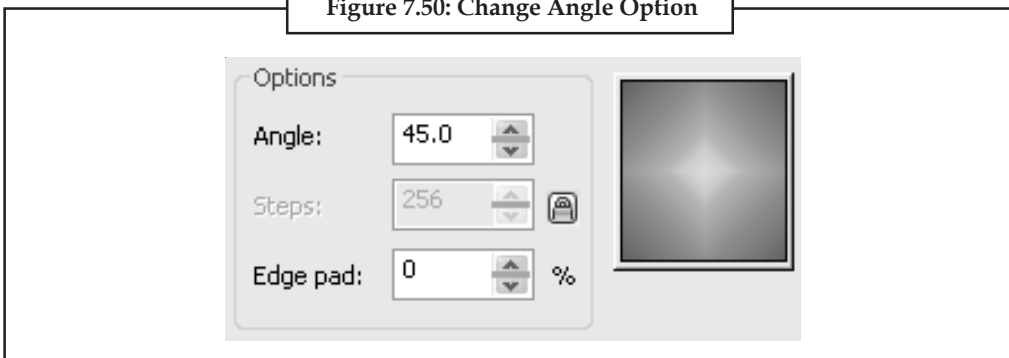 Figure 7.50: Change Angle Option
Options
Angle: 45.0
Steps: 256
Edge pad: 0 %